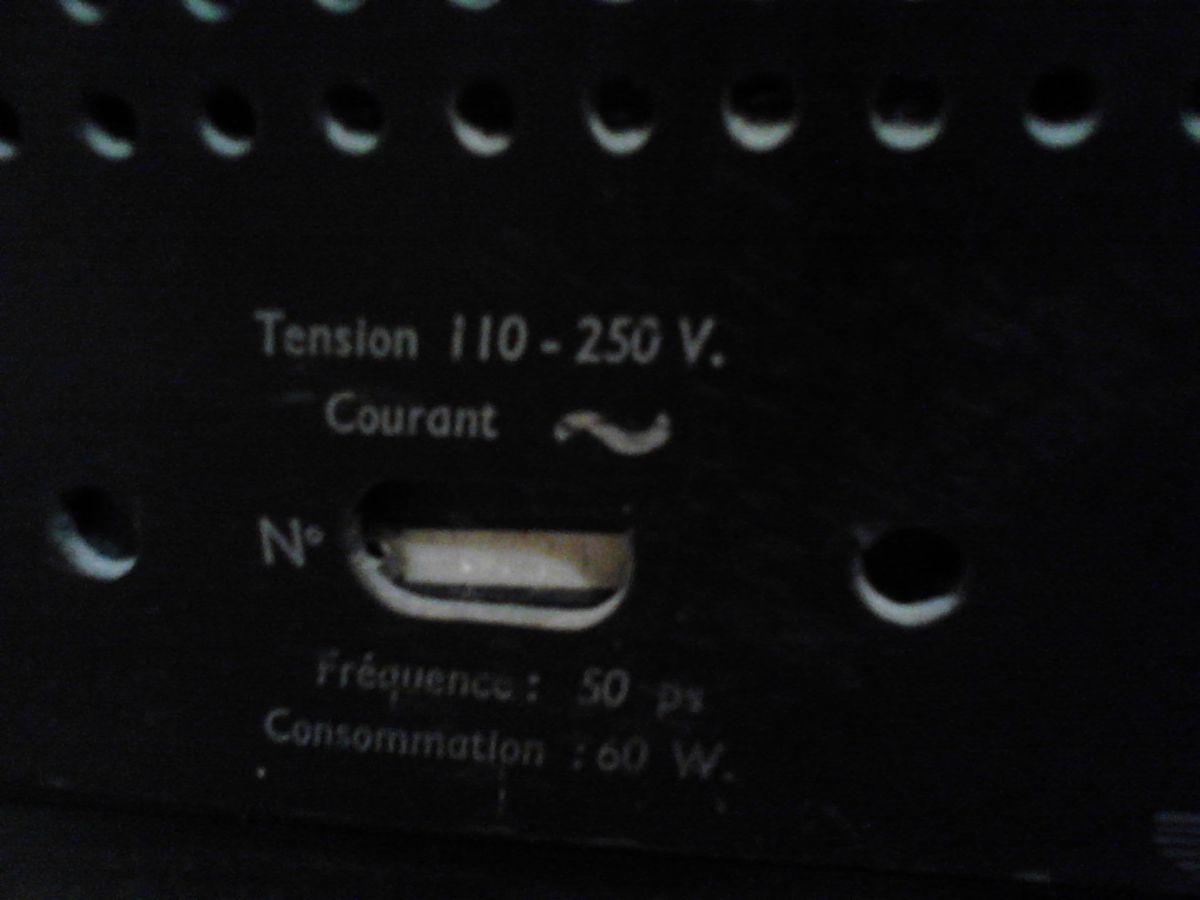 Tension 110 - 250 V.
Courant ~
N°
Fréquence : 50 ps
Consommation : 60 W.